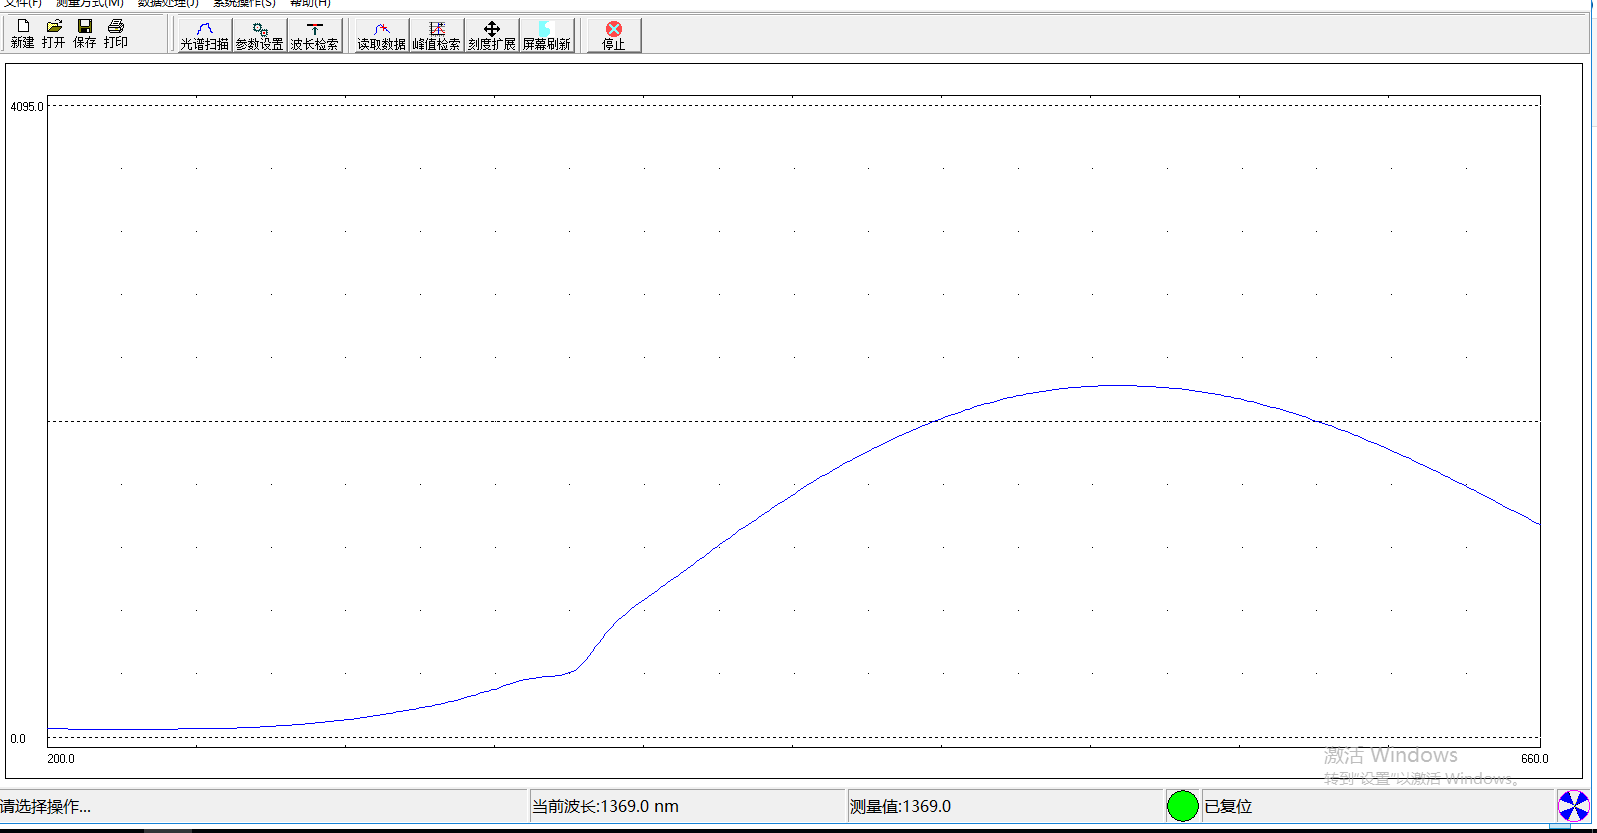 文件(F) 测量方式(M) 数据处理(J) 系统操作(S) 帮助(H)
新建 打开 保存 打印 光谱扫描 参数设置 波长检索 读取数据 峰值检索 刻度扩展 屏幕刷新 停止
4095.0
0.0
200.0
660.0
激活 Windows
转到"设置"以激活 Windows。
请选择操作...
当前波长:1369.0 nm
测量值:1369.0
已复位